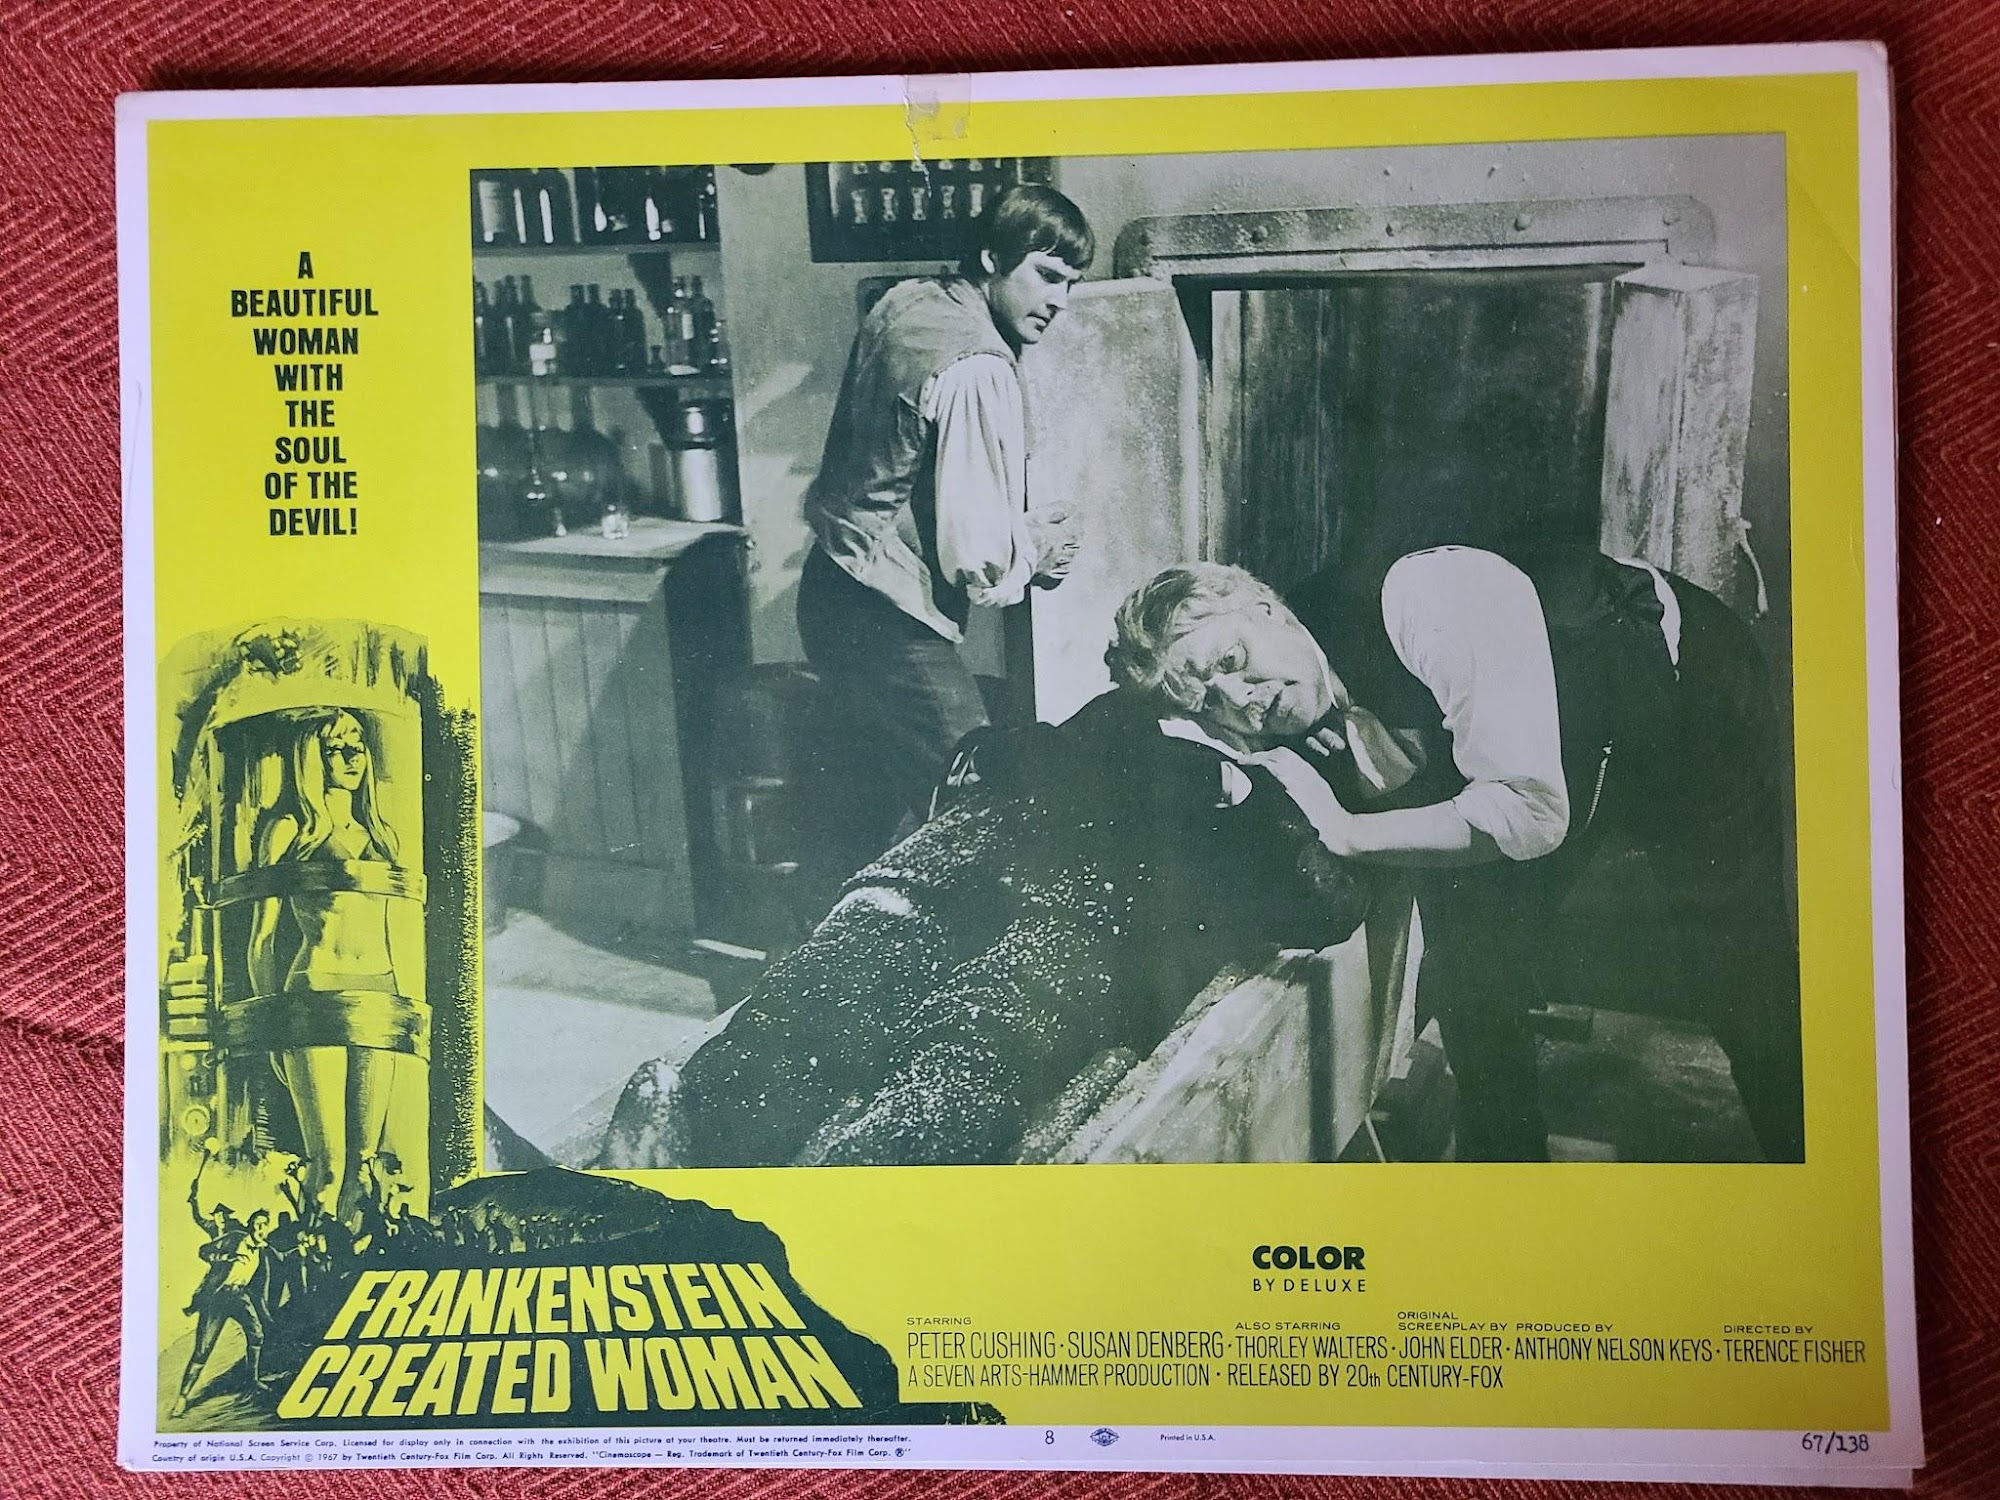 A
BEAUTIFUL
WOMAN
WITH
THE
SOUL
OF THE
DEVIL!
FRANKENSTEIN
CREATED WOMAN
COLOR
BY DELUXE
STARRING
PETER CUSHING · SUSAN DENBERG ·
ALSO STARRING
THORLEY WALTERS ·
ORIGINAL
SCREENPLAY BY
JOHN ELDER ·
PRODUCED BY
ANTHONY NELSON KEYS ·
DIRECTED BY
TERENCE FISHER
A SEVEN ARTS-HAMMER PRODUCTION · RELEASED BY 20th CENTURY-FOX
Property of National Screen Service Corp. Licensed for display only in connection with the exhibition of this picture at your theatre. Must be returned immediately thereafter.
Country of origin U.S.A. Copyright © 1967 by Twentieth Century-Fox Film Corp. All Rights Reserved. "Cinemascope — Reg. Trademark of Twentieth Century-Fox Film Corp. ®"
8
Printed in U.S.A.
67/138